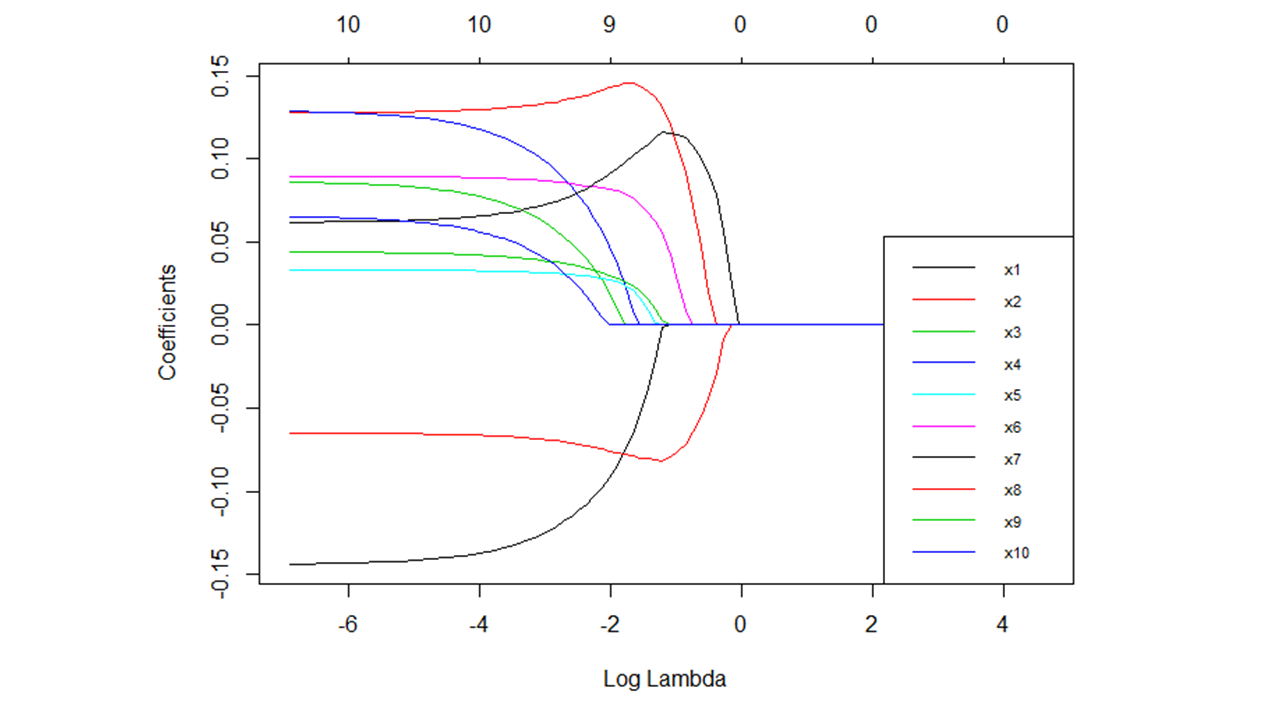 10 10 9 0 0 0
0.15
0.10
0.05
0.00
-0.05
-0.10
-0.15
Coefficients
x1
x2
x3
x4
x5
x6
x7
x8
x9
x10
-6 -4 -2 0 2 4
Log Lambda